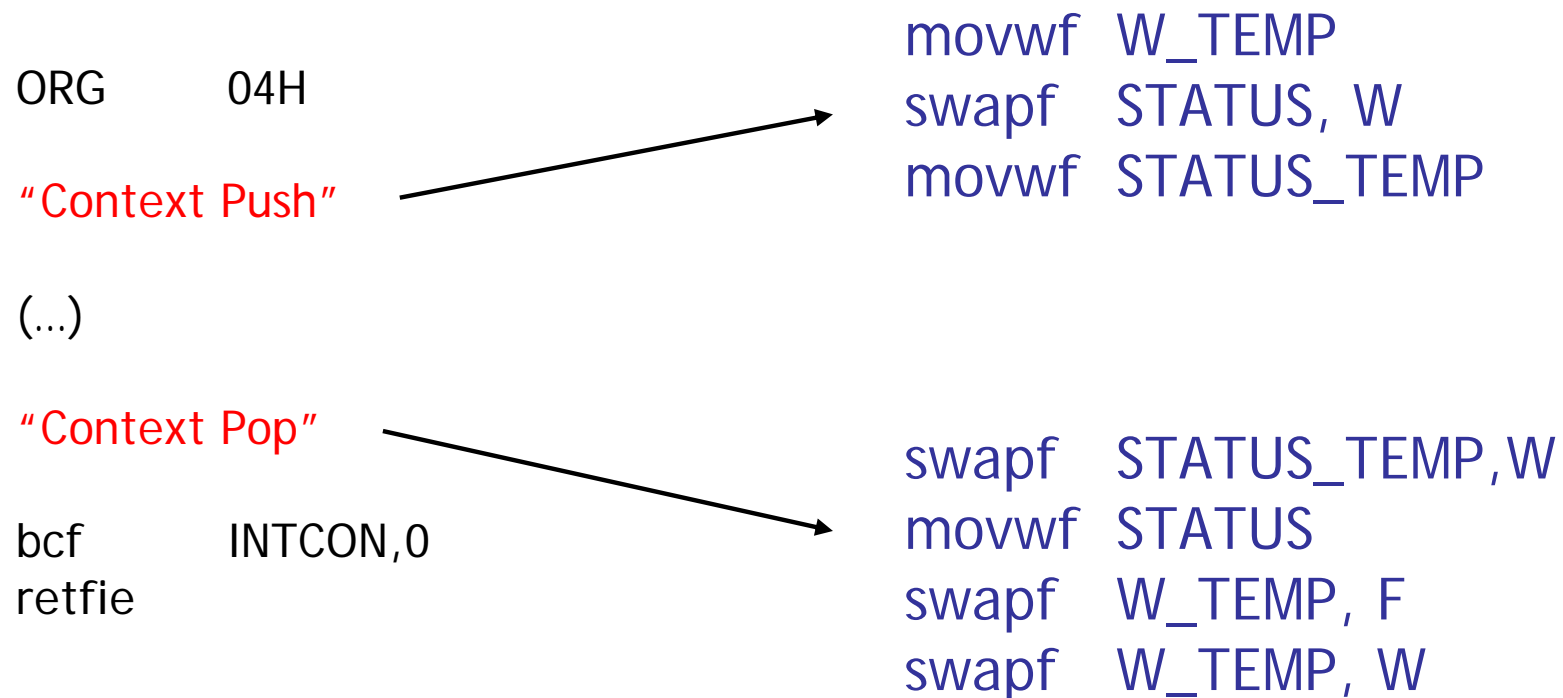 ORG 04H
“Context Push”
(...)
“Context Pop”
bcf INTCON,0
retfie
movwf W_TEMP
swapf STATUS, W
movwf STATUS_TEMP
swapf STATUS_TEMP,W
movwf STATUS
swapf W_TEMP, F
swapf W_TEMP, W